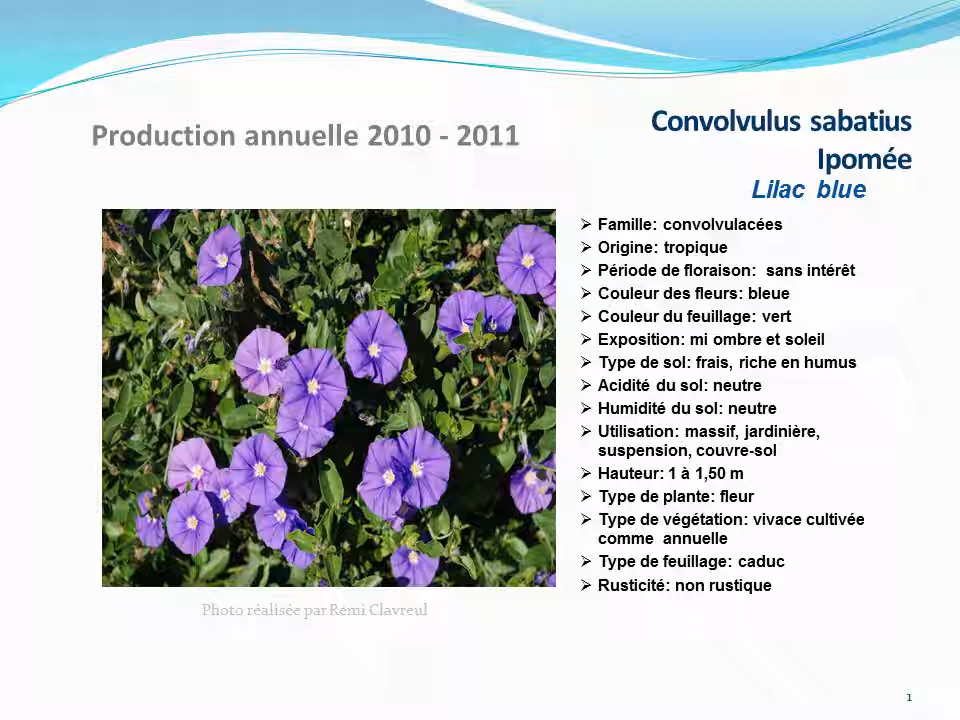 Production annuelle 2010 - 2011
Convolvulus sabatius
Ipomée
Lilac blue
Famille: convolvulacées
Origine: tropique
Période de floraison: sans intérêt
Couleur des fleurs: bleue
Couleur du feuillage: vert
Exposition: mi ombre et soleil
Type de sol: frais, riche en humus
Acidité du sol: neutre
Humidité du sol: neutre
Utilisation: massif, jardinière,
suspension, couvre-sol
Hauteur: 1 à 1,50 m
Type de plante: fleur
Type de végétation: vivace cultivée
comme annuelle
Type de feuillage: caduc
Rusticité: non rustique
Photo réalisée par Rémi Clavreul
1